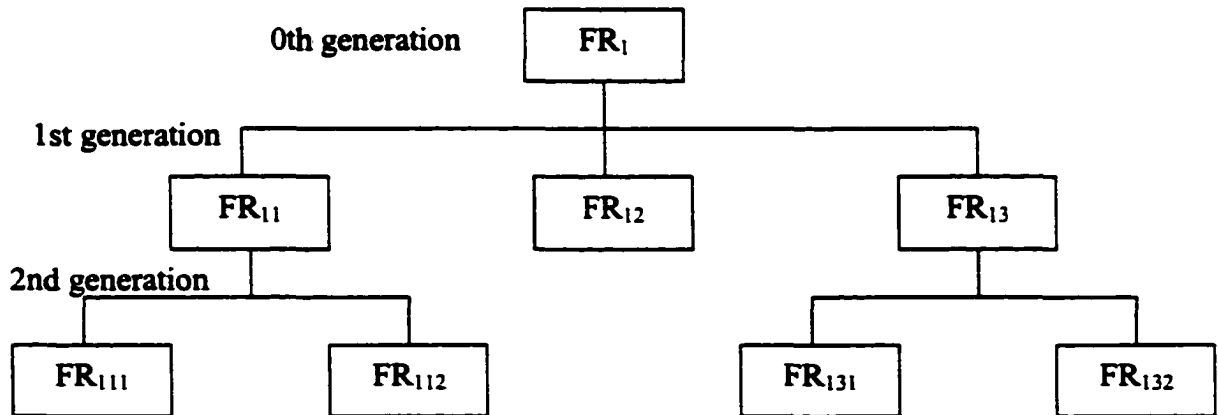 0th generation
FR₁
1st generation
FR₁₁
FR₁₂
FR₁₃
2nd generation
FR₁₁₁
FR₁₁₂
FR₁₃₁
FR₁₃₂